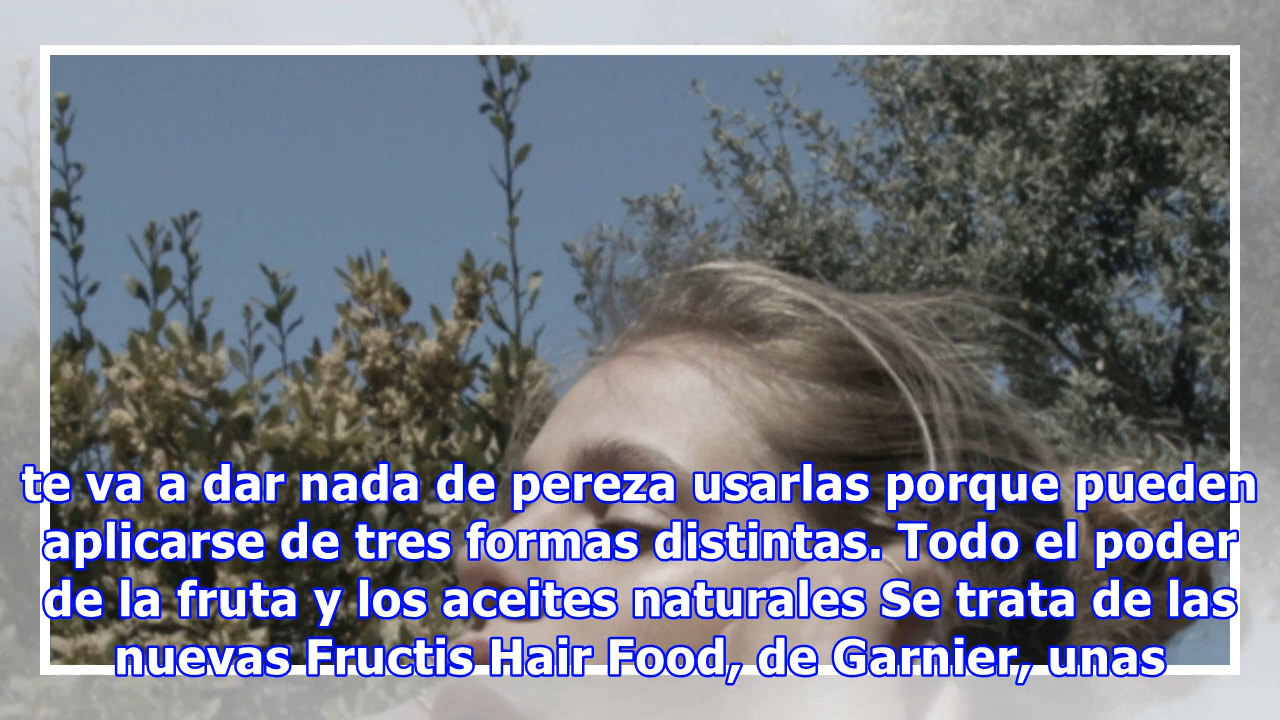 te va a dar nada de pereza usarlas porque pueden
aplicarse de tres formas distintas. Todo el poder
de la fruta y los aceites naturales Se trata de las
nuevas Fructis Hair Food, de Garnier, unas